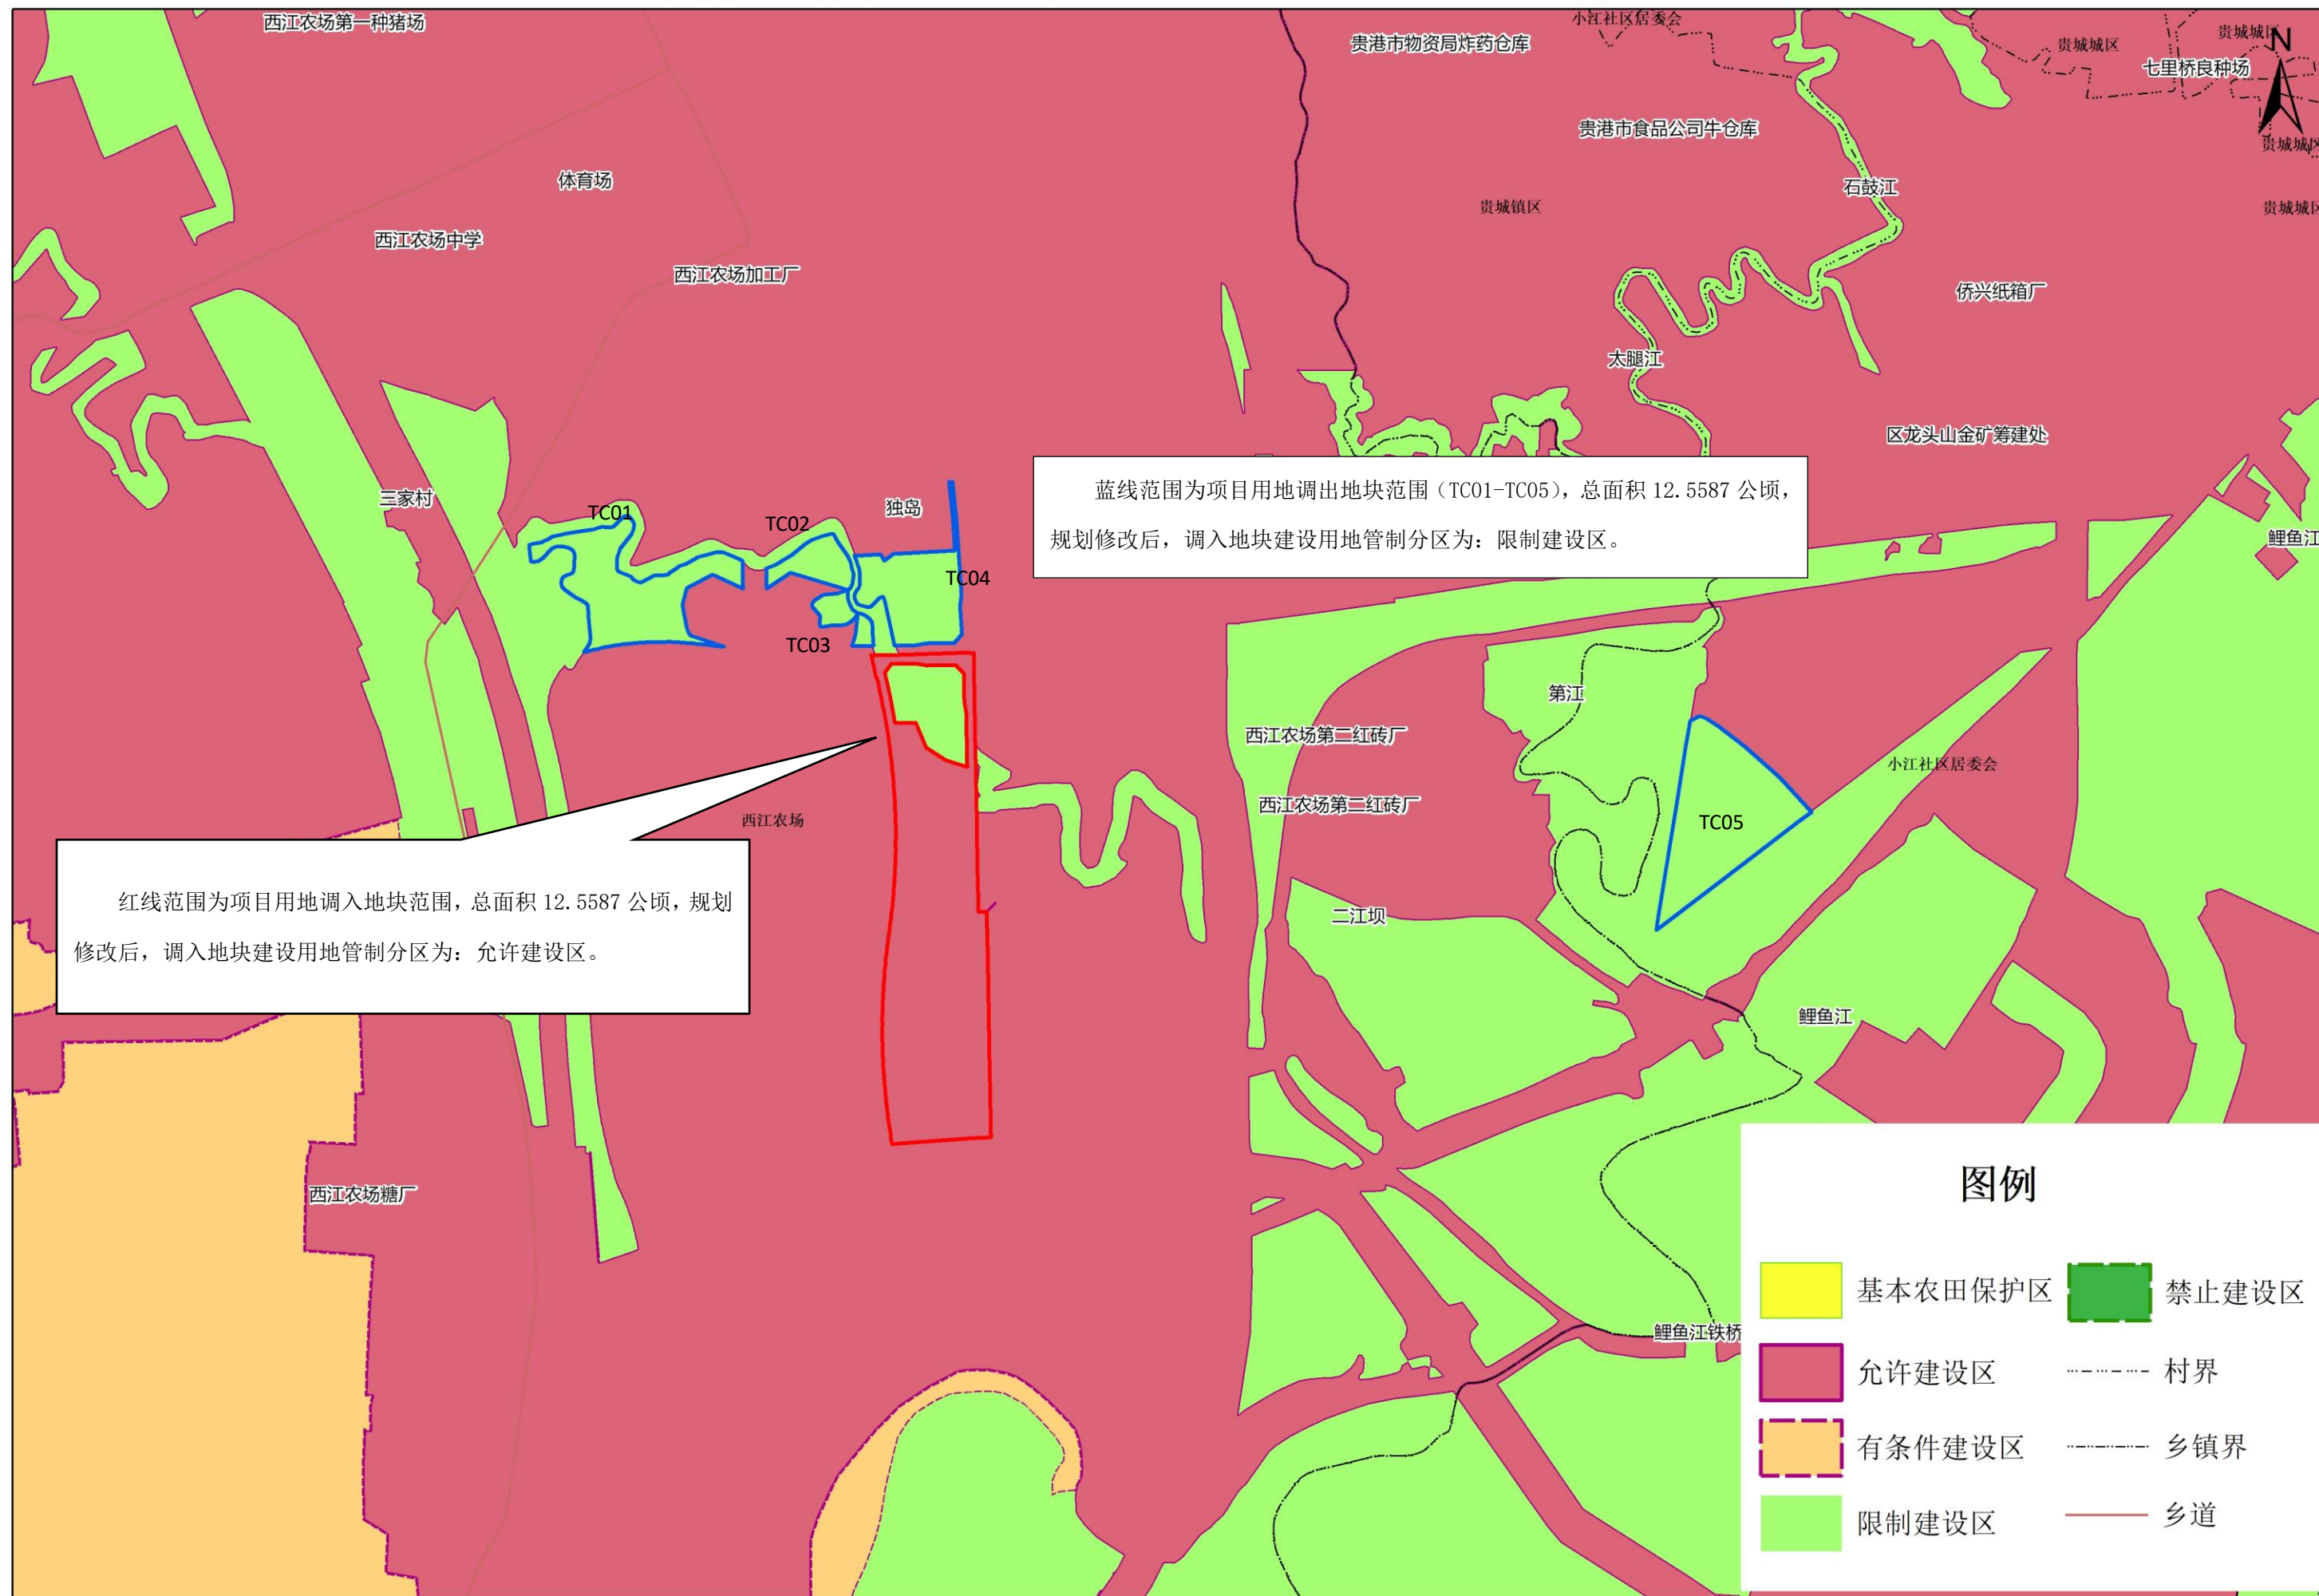 西江农场第一种猪场
小江社区居委会
贵港市物资局炸药仓库
贵城城区
贵城城区
N
七里桥良种场
贵港市食品公司牛仓库
贵城城区
体育场
石鼓江
贵城镇区
贵城城区
西江农场中学
西江农场加工厂
侨兴纸箱厂
太腿江
区龙头山金矿筹建处
三家村
TC01
TC02
独岛
蓝线范围为项目用地调出地块范围（TC01-TC05），总面积 12.5587 公顷，
规划修改后，调入地块建设用地管制分区为：限制建设区。
鲤鱼江
TC04
TC03
第江
西江农场第二红砖厂
小江社区居委会
西江农场第二红砖厂
西江农场
TC05
红线范围为项目用地调入地块范围，总面积 12.5587 公顷，规划
修改后，调入地块建设用地管制分区为：允许建设区。
二江坝
鲤鱼江
西江农场糖厂
鲤鱼江铁桥
图例
基本农田保护区
禁止建设区
允许建设区
村界
有条件建设区
乡镇界
限制建设区
乡道